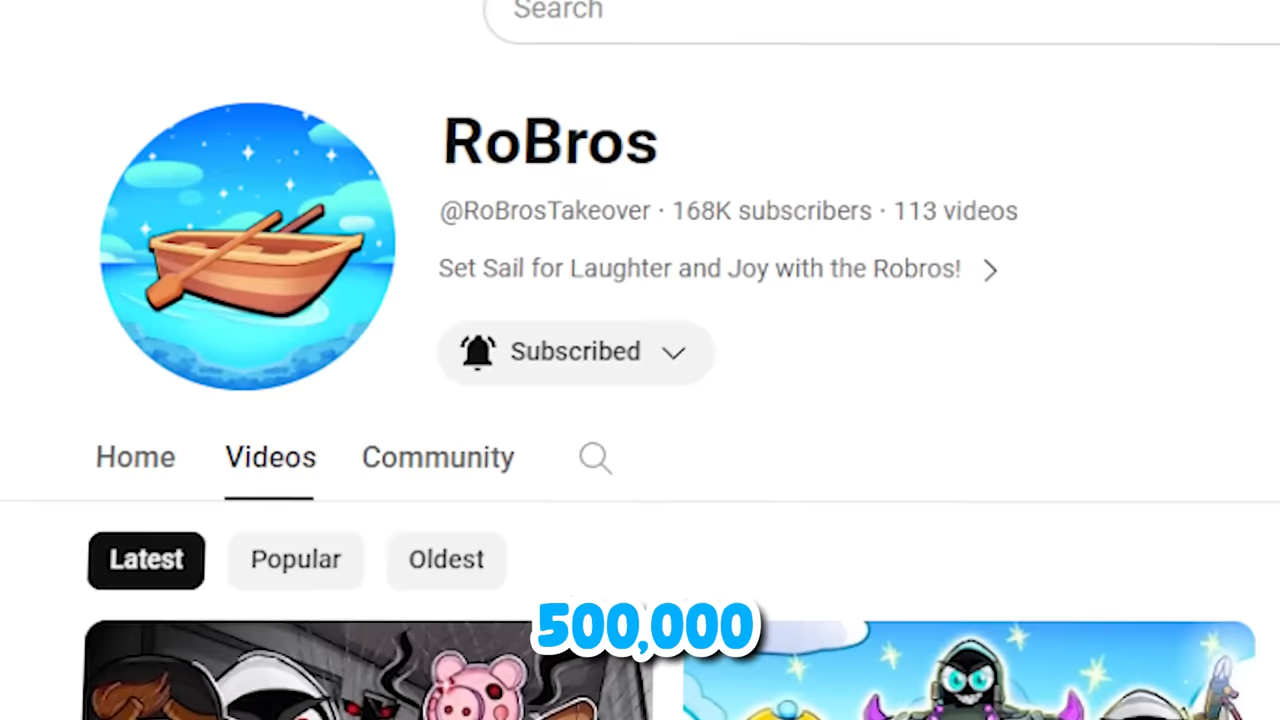 Search
RoBros
@RoBrosTakeover · 168K subscribers · 113 videos
Set Sail for Laughter and Joy with the Robros!
Subscribed
Home Videos Community
Latest Popular Oldest
500,000